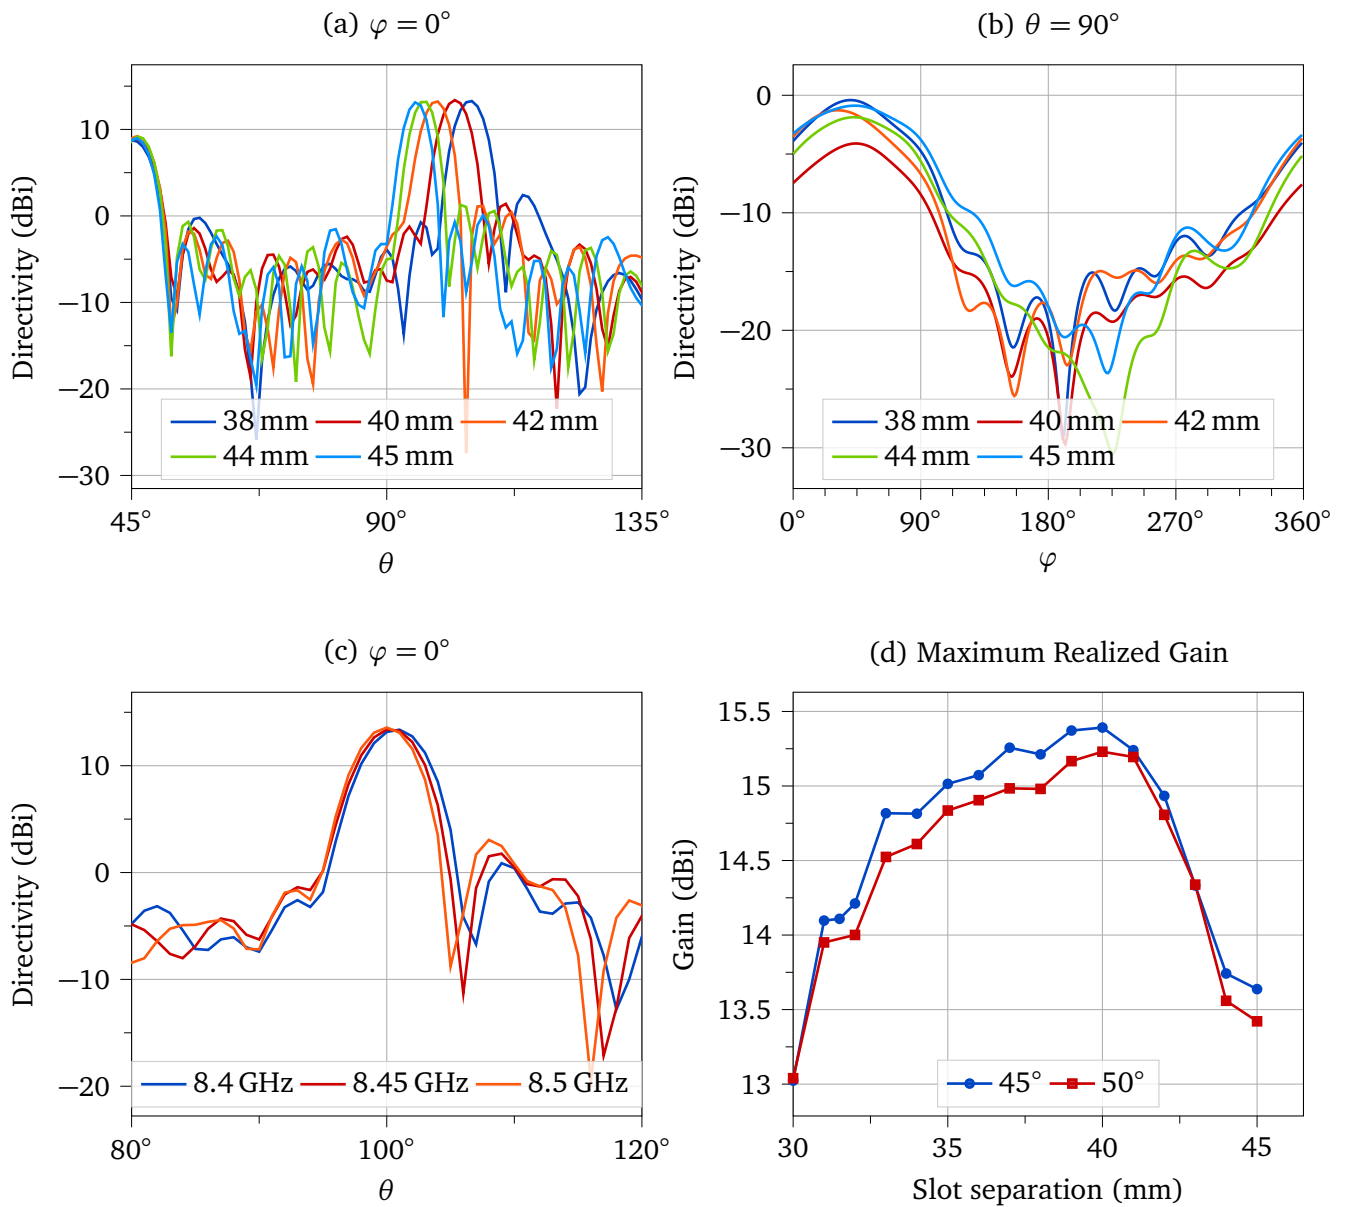 (a) φ = 0°
10
0
−10
−20
−30
Directivity (dBi)
38 mm 40 mm 42 mm
44 mm 45 mm
45° 90° 135°
θ
(b) θ = 90°
0
−10
−20
−30
Directivity (dBi)
38 mm 40 mm 42 mm
44 mm 45 mm
0° 90° 180° 270° 360°
φ
(c) φ = 0°
10
0
−10
−20
Directivity (dBi)
8.4 GHz 8.45 GHz 8.5 GHz
80° 100° 120°
θ
(d) Maximum Realized Gain
15.5
15
14.5
14
13.5
13
Gain (dBi)
45° 50°
30 35 40 45
Slot separation (mm)